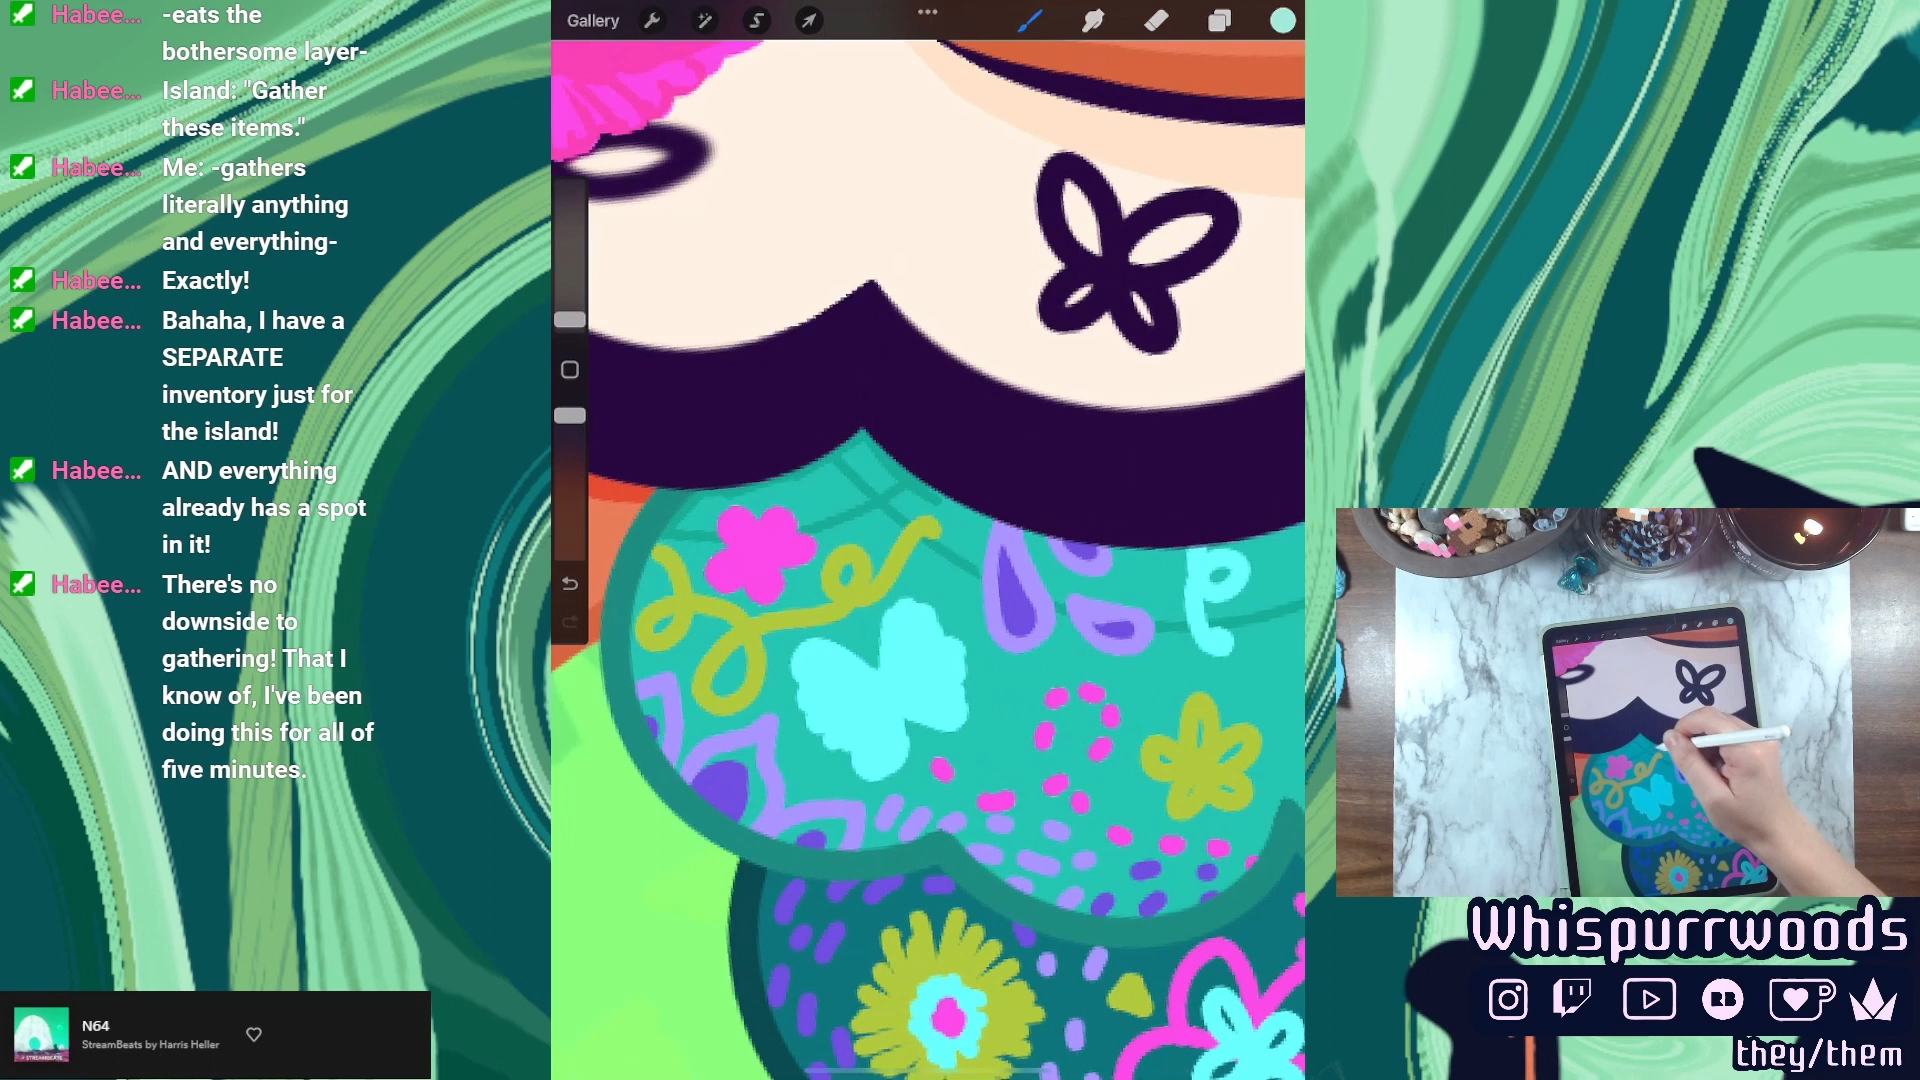 Habee... -eats the
bothersome layer-
Habee... Island: "Gather
these items."
Habee... Me: -gathers
literally anything
and everything-
Habee... Exactly!
Habee... Bahaha, I have a
SEPARATE
inventory just for
the island!
Habee... AND everything
already has a spot
in it!
Habee... There's no
downside to
gathering! That I
know of, I've been
doing this for all of
five minutes.
N64
StreamBeats by Harris Heller
Gallery
Whispurrwoods
RB
they/them